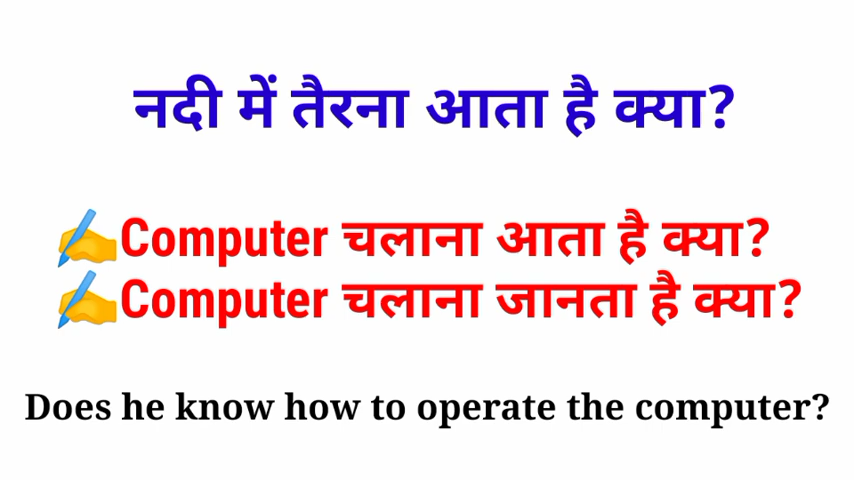 नदी में तैरना आता है क्या?
✍️Computer चलाना आता है क्या?
✍️Computer चलाना जानता है क्या?
Does he know how to operate the computer?